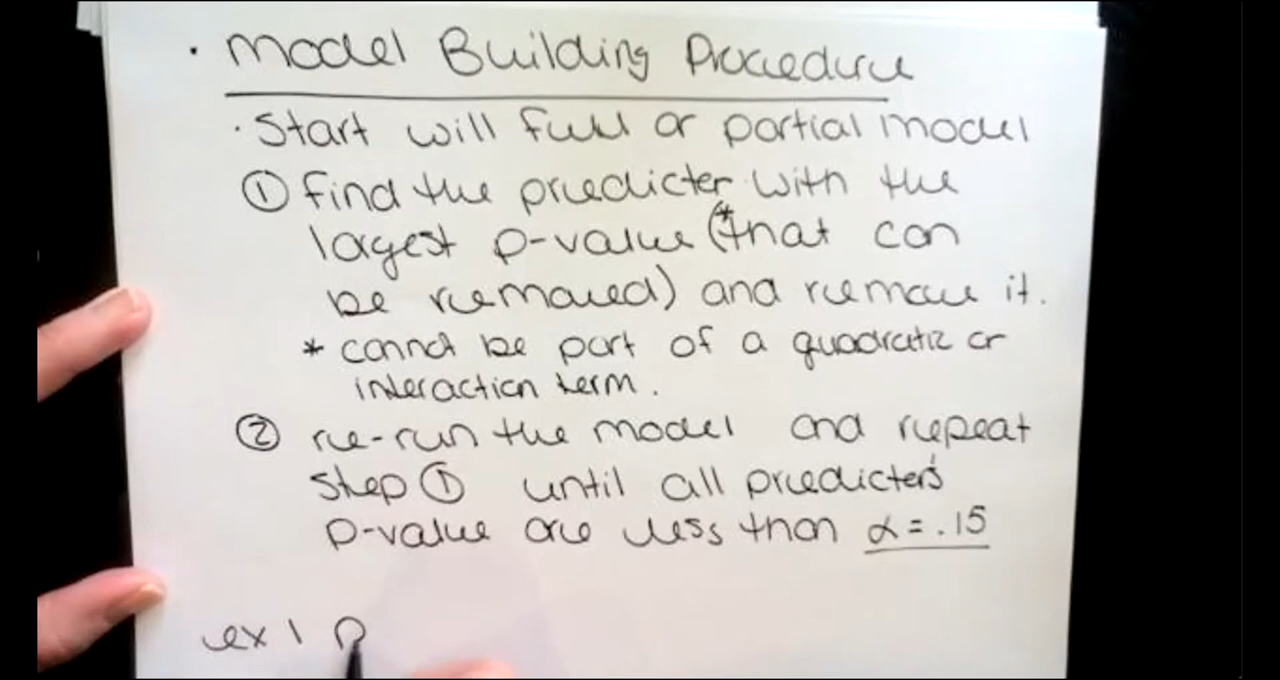 · Model Building Procedure
· Start will full or partial model
① find the predicter with the
largest p-value (*that can
be removed) and remove it.
* cannot be part of a quadratic or
interaction term.
② re-run the model and repeat
step ① until all predicter's
p-value are less than α = .15
ex 1